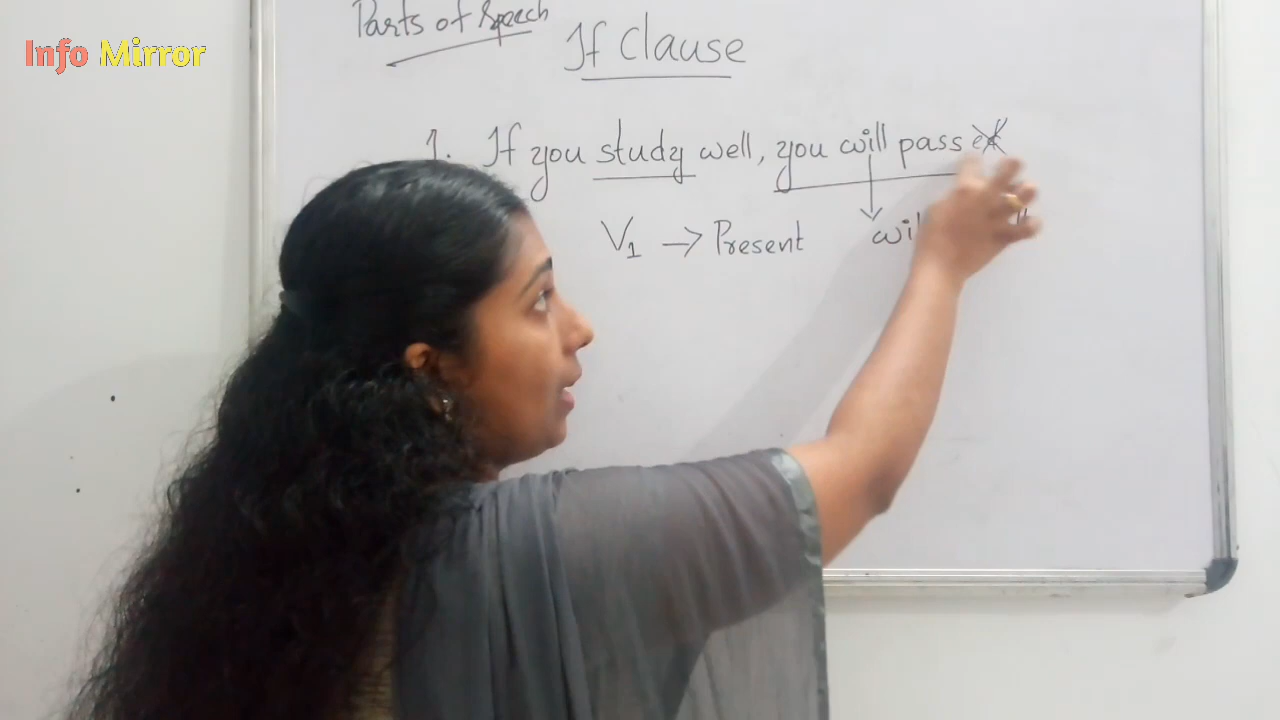 Info Mirror
Parts of Speech
If Clause
1. If you study well, you will pass
V1 → Present